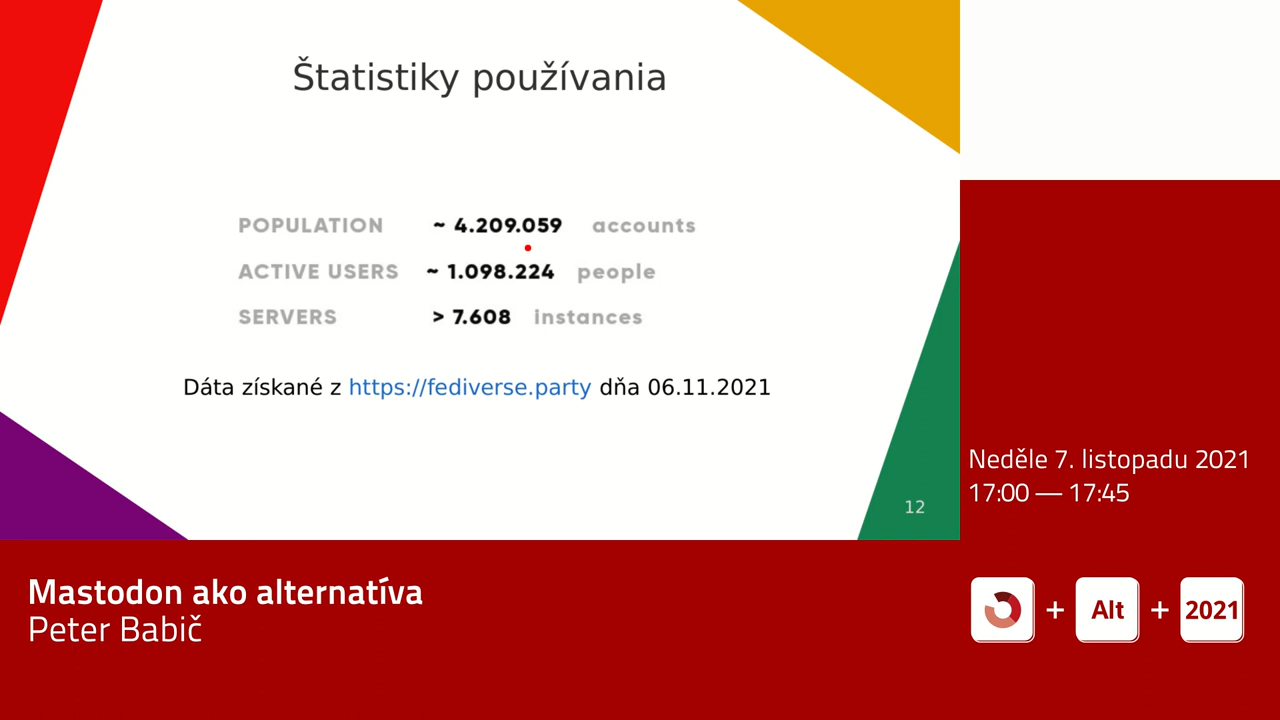 Štatistiky používania
POPULATION ~ 4.209.059 accounts
ACTIVE USERS ~ 1.098.224 people
SERVERS > 7.608 instances
Dáta získané z https://fediverse.party dňa 06.11.2021
12
Neděle 7. listopadu 2021
17:00 — 17:45
Mastodon ako alternatíva
Peter Babič
+ Alt + 2021